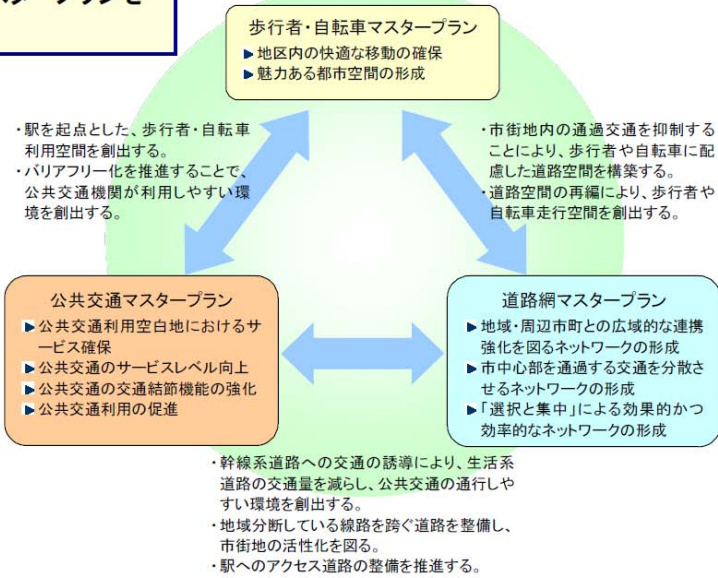 スタープランを
歩行者・自転車マスタープラン
地区内の快適な移動の確保
魅力ある都市空間の形成
・駅を起点とした、歩行者・自転車
利用空間を創出する。
・バリアフリー化を推進することで、
公共交通機関が利用しやすい環
境を創出する。
・市街地内の通過交通を抑制する
ことにより、歩行者や自転車に配
慮した道路空間を構築する。
・道路空間の再編により、歩行者や
自転車走行空間を創出する。
公共交通マスタープラン
公共交通利用空白地におけるサ
ービス確保
公共交通のサービスレベル向上
公共交通の交通結節機能の強化
公共交通利用の促進
道路網マスタープラン
地域・周辺市町との広域的な連携
強化を図るネットワークの形成
市中心部を通過する交通を分散さ
せるネットワークの形成
「選択と集中」による効果的かつ
効率的なネットワークの形成
・幹線系道路への交通の誘導により、生活系
道路の交通量を減らし、公共交通の通行しや
すい環境を創出する。
・地域分断している線路を跨ぐ道路を整備し、
市街地の活性化を図る。
・駅へのアクセス道路の整備を推進する。